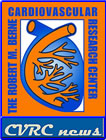 THE ROBERT M. BERNE
CARDIOVASCULAR
RESEARCH CENTER
CVRC news